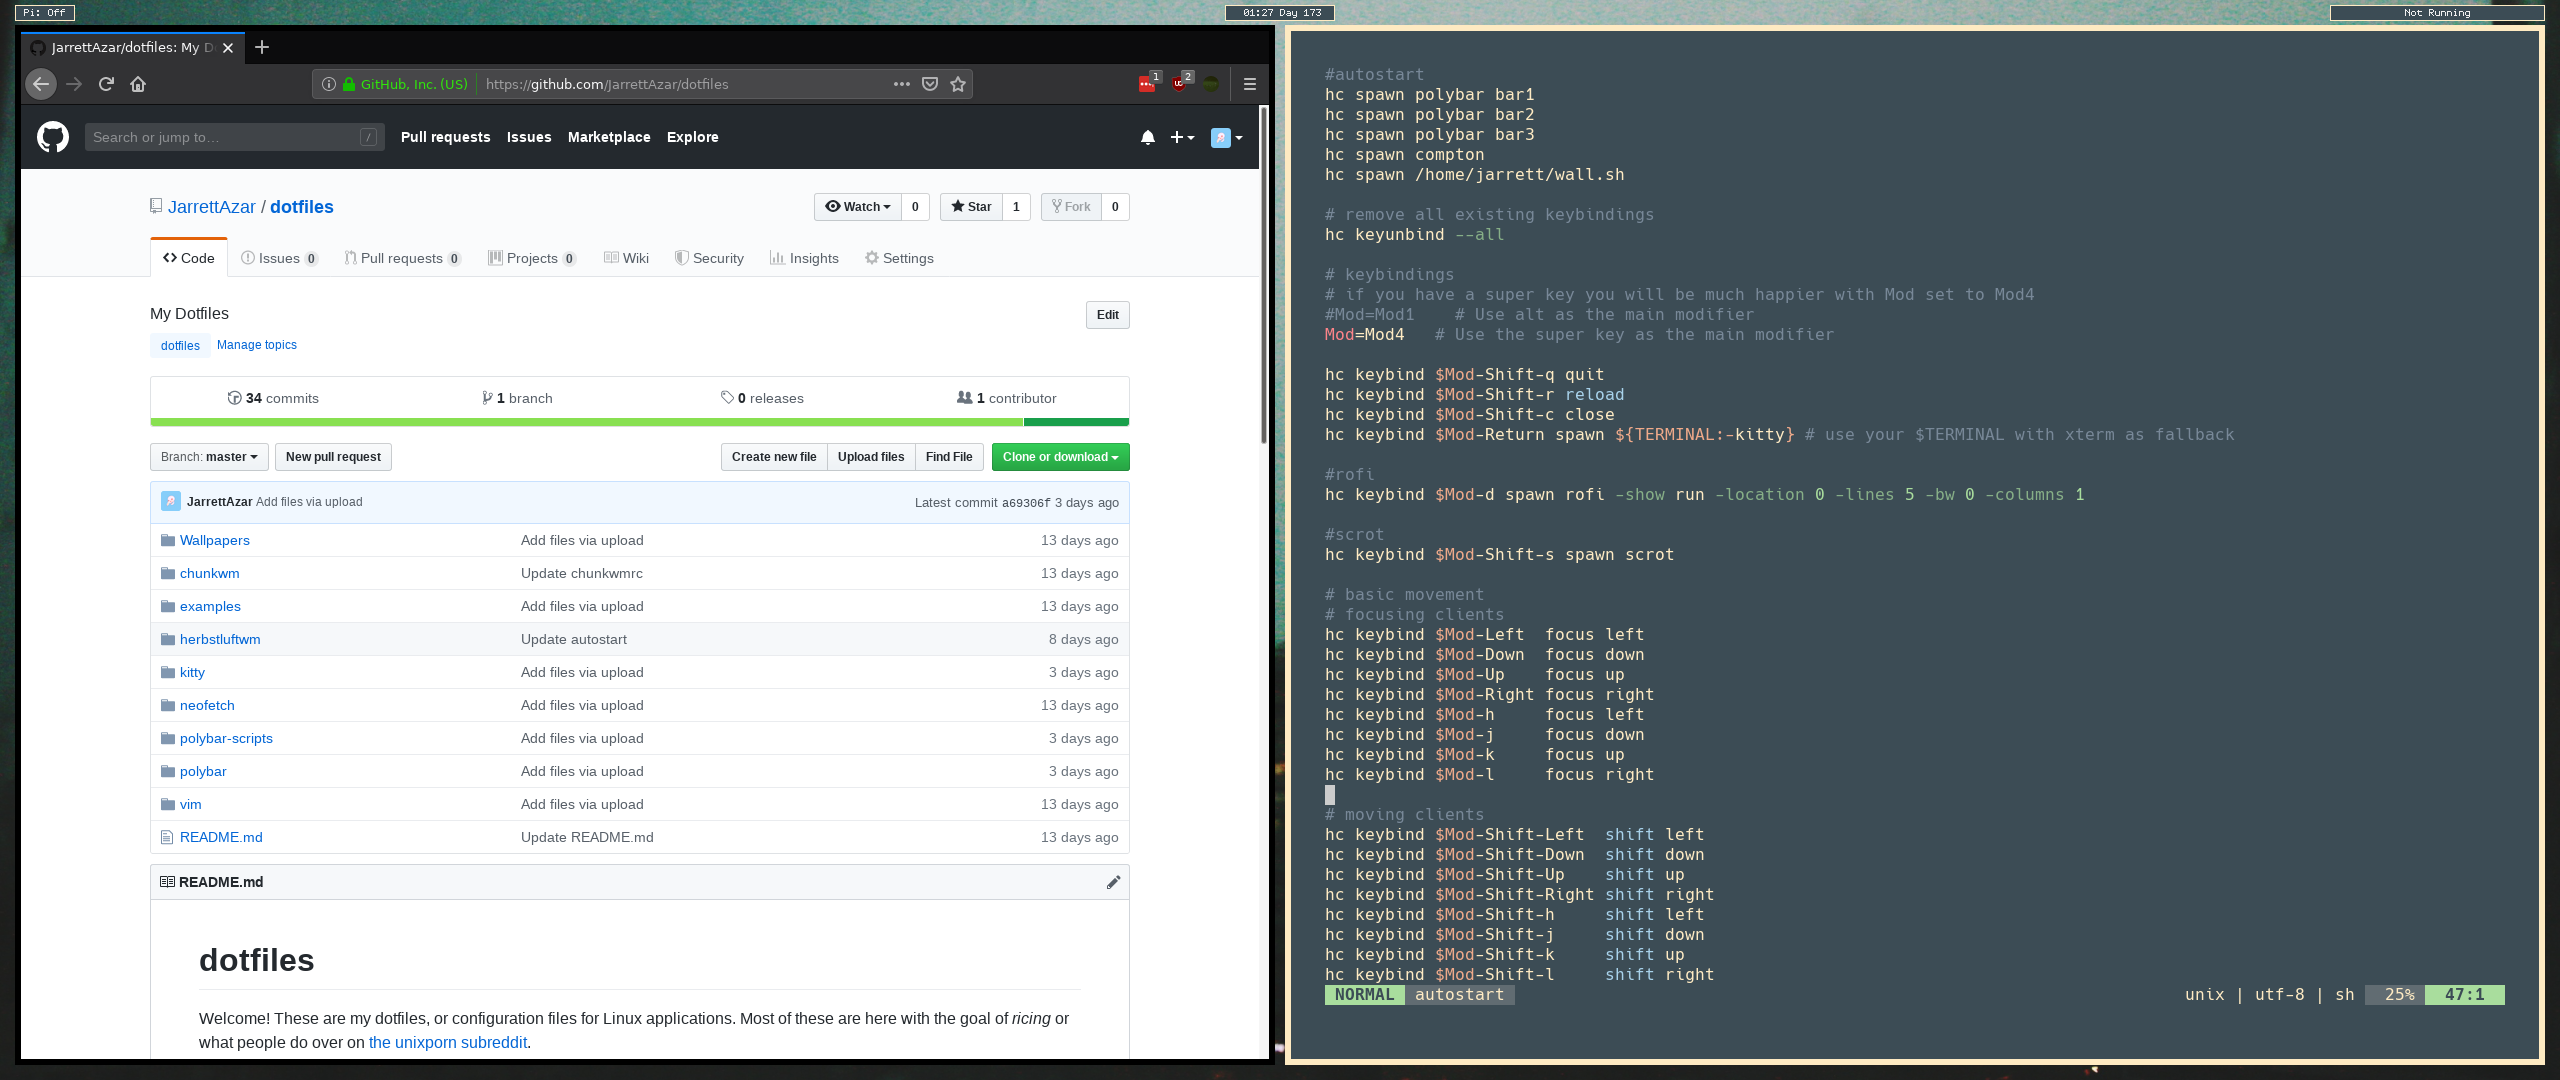 Pi: Off
01:27 Day 173
Not Running
JarrettAzar/dotfiles: My D
GitHub, Inc. (US) https://github.com/JarrettAzar/dotfiles
1 2
Search or jump to… / Pull requests Issues Marketplace Explore
JarrettAzar / dotfiles
Watch 0 Star 1 Fork 0
Code Issues 0 Pull requests 0 Projects 0 Wiki Security Insights Settings
My Dotfiles Edit
dotfiles Manage topics
34 commits 1 branch 0 releases 1 contributor
Branch: master New pull request Create new file Upload files Find File Clone or download
JarrettAzar Add files via upload Latest commit a69306f 3 days ago
Wallpapers Add files via upload 13 days ago
chunkwm Update chunkwmrc 13 days ago
examples Add files via upload 13 days ago
herbstluftwm Update autostart 8 days ago
kitty Add files via upload 3 days ago
neofetch Add files via upload 13 days ago
polybar-scripts Add files via upload 3 days ago
polybar Add files via upload 3 days ago
vim Add files via upload 13 days ago
README.md Update README.md 13 days ago
README.md
dotfiles
Welcome! These are my dotfiles, or configuration files for Linux applications. Most of these are here with the goal of ricing or
what people do over on the unixporn subreddit.
#autostart
hc spawn polybar bar1
hc spawn polybar bar2
hc spawn polybar bar3
hc spawn compton
hc spawn /home/jarrett/wall.sh
# remove all existing keybindings
hc keyunbind --all
# keybindings
# if you have a super key you will be much happier with Mod set to Mod4
#Mod=Mod1    # Use alt as the main modifier
Mod=Mod4   # Use the super key as the main modifier
hc keybind $Mod-Shift-q quit
hc keybind $Mod-Shift-r reload
hc keybind $Mod-Shift-c close
hc keybind $Mod-Return spawn ${TERMINAL:-kitty} # use your $TERMINAL with xterm as fallback
#rofi
hc keybind $Mod-d spawn rofi -show run -location 0 -lines 5 -bw 0 -columns 1
#scrot
hc keybind $Mod-Shift-s spawn scrot
# basic movement
# focusing clients
hc keybind $Mod-Left  focus left
hc keybind $Mod-Down  focus down
hc keybind $Mod-Up    focus up
hc keybind $Mod-Right focus right
hc keybind $Mod-h     focus left
hc keybind $Mod-j     focus down
hc keybind $Mod-k     focus up
hc keybind $Mod-l     focus right
# moving clients
hc keybind $Mod-Shift-Left  shift left
hc keybind $Mod-Shift-Down  shift down
hc keybind $Mod-Shift-Up    shift up
hc keybind $Mod-Shift-Right shift right
hc keybind $Mod-Shift-h     shift left
hc keybind $Mod-Shift-j     shift down
hc keybind $Mod-Shift-k     shift up
hc keybind $Mod-Shift-l     shift right
NORMAL autostart unix | utf-8 | sh 25% 47:1